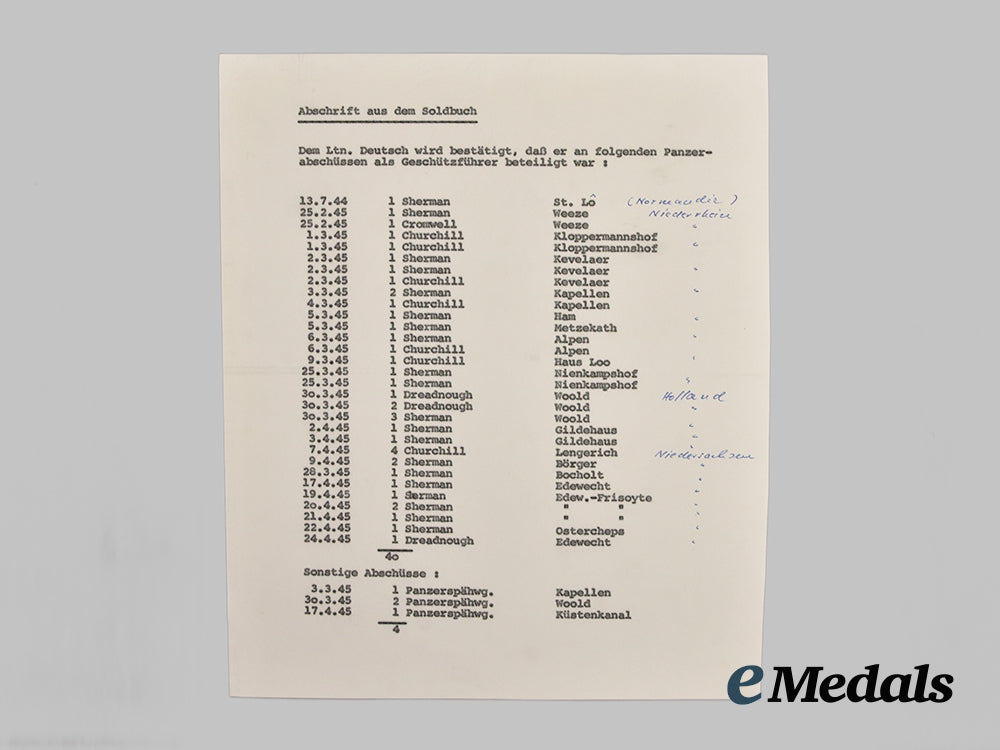 Abschrift aus dem Soldbuch
Dem Ltn. Deutsch wird bestätigt, daß er an folgenden Panzer-
abschüssen als Geschützführer beteiligt war :
13.7.44 1 Sherman St. Lô (Normandie)
25.2.45 1 Sherman Weeze Niederrhein
25.2.45 1 Cromwell Weeze "
1.3.45 1 Churchill Kloppermannshof
1.3.45 1 Churchill Kloppermannshof "
2.3.45 1 Sherman Kevelaer
2.3.45 1 Sherman Kevelaer "
2.3.45 1 Churchill Kevelaer
3.3.45 2 Sherman Kapellen "
4.3.45 1 Churchill Kapellen
5.3.45 1 Sherman Ham "
5.3.45 1 Sherman Metzekath
6.3.45 1 Sherman Alpen "
6.3.45 1 Churchill Alpen
9.3.45 1 Churchill Haus Loo "
25.3.45 1 Sherman Nienkampshof
25.3.45 1 Sherman Nienkampshof "
3o.3.45 1 Dreadnough Woold Holland
3o.3.45 2 Dreadnough Woold "
3o.3.45 3 Sherman Woold "
2.4.45 1 Sherman Gildehaus "
3.4.45 1 Sherman Gildehaus "
7.4.45 4 Churchill Lengerich Niedersachsen
9.4.45 2 Sherman Börger "
28.3.45 1 Sherman Bocholt "
17.4.45 1 Sherman Edewecht "
19.4.45 1 Serman Edew.-Frisoyte "
2o.4.45 2 Sherman " " "
21.4.45 1 Sherman " " "
22.4.45 1 Sherman Ostercheps "
24.4.45 1 Dreadnough Edewecht "
4o
Sonstige Abschüsse :
3.3.45 1 Panzerspähwg. Kapellen
3o.3.45 2 Panzerspähwg. Woold
17.4.45 1 Panzerspähwg. Küstenkanal
4
eMedals